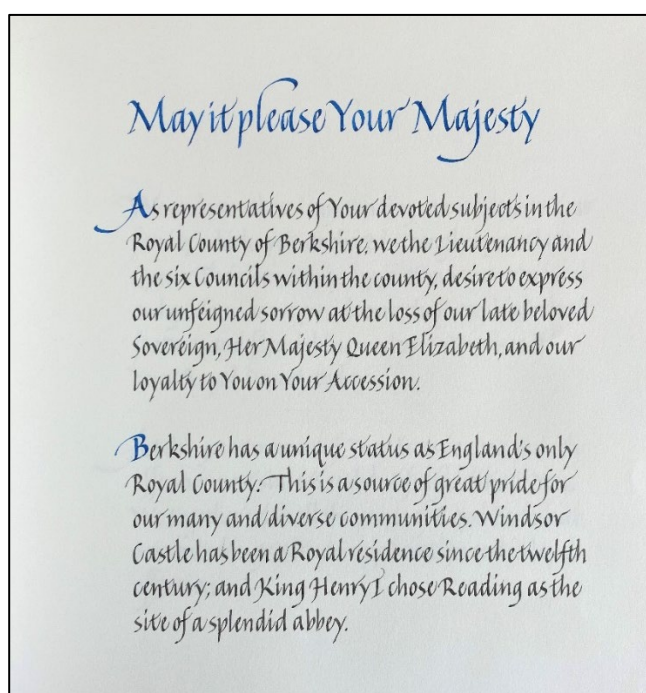 May it please Your Majesty
As representatives of Your devoted subjects in the
Royal County of Berkshire, we the Lieutenancy and
the six Councils within the county, desire to express
our unfeigned sorrow at the loss of our late beloved
Sovereign, Her Majesty Queen Elizabeth, and our
loyalty to You on Your Accession.
Berkshire has a unique status as England's only
Royal County. This is a source of great pride for
our many and diverse communities. Windsor
Castle has been a Royal residence since the twelfth
century; and King Henry I chose Reading as the
site of a splendid abbey.